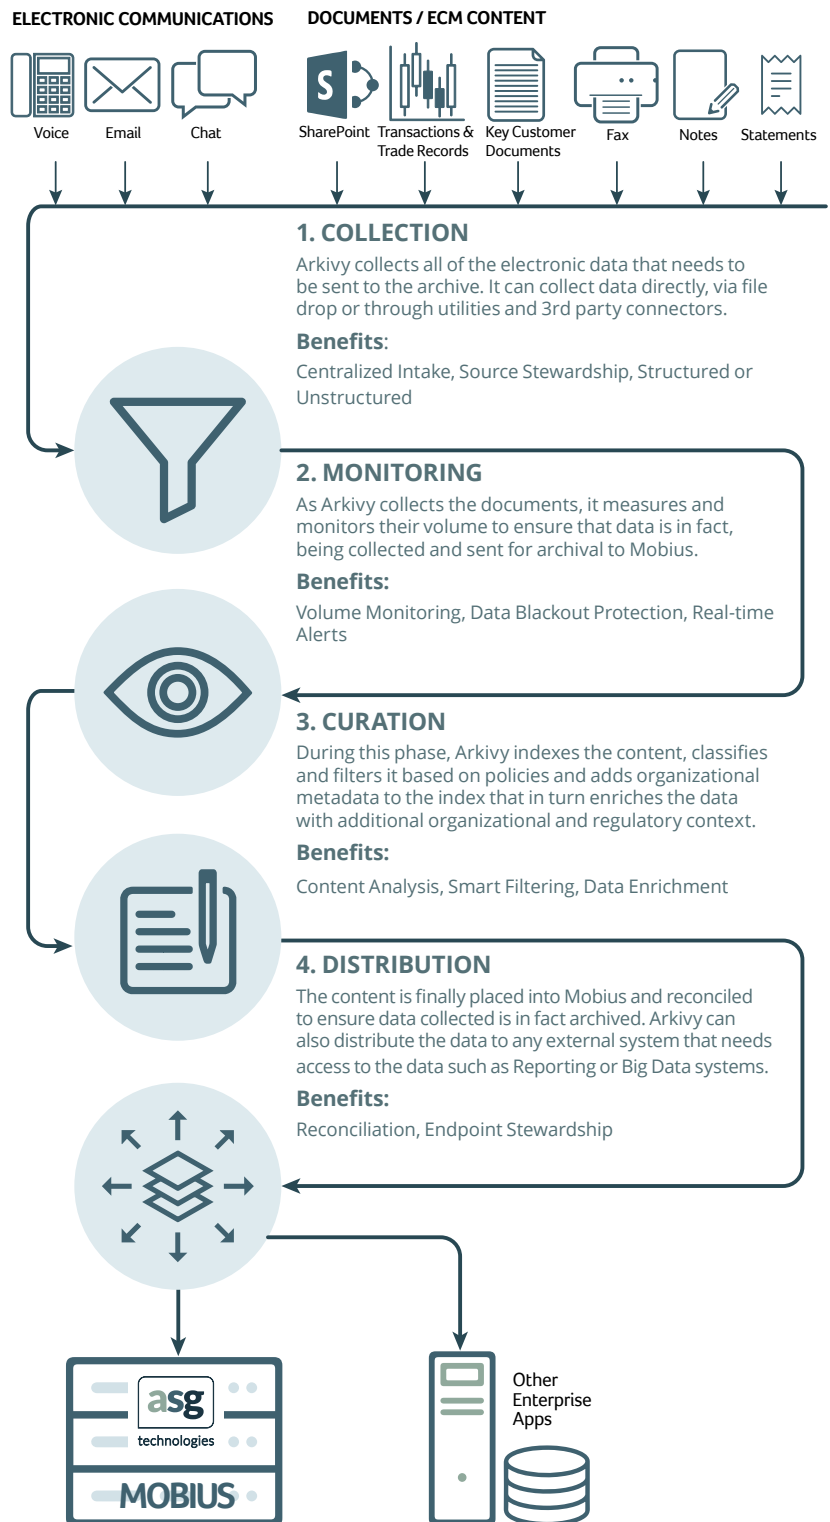 ELECTRONIC COMMUNICATIONS
DOCUMENTS / ECM CONTENT
S
Voice
Email
Chat
SharePoint
Transactions &
Trade Records
Key Customer
Documents
Fax
Notes
Statements
1. COLLECTION
Arkivy collects all of the electronic data that needs to
be sent to the archive. It can collect data directly, via file
drop or through utilities and 3rd party connectors.
Benefits:
Centralized Intake, Source Stewardship, Structured or
Unstructured
2. MONITORING
As Arkivy collects the documents, it measures and
monitors their volume to ensure that data is in fact,
being collected and sent for archival to Mobius.
Benefits:
Volume Monitoring, Data Blackout Protection, Real-time
Alerts
3. CURATION
During this phase, Arkivy indexes the content, classifies
and filters it based on policies and adds organizational
metadata to the index that in turn enriches the data
with additional organizational and regulatory context.
Benefits:
Content Analysis, Smart Filtering, Data Enrichment
4. DISTRIBUTION
The content is finally placed into Mobius and reconciled
to ensure data collected is in fact archived. Arkivy can
also distribute the data to any external system that needs
access to the data such as Reporting or Big Data systems.
Benefits:
Reconciliation, Endpoint Stewardship
asg
technologies
MOBIUS
Other
Enterprise
Apps